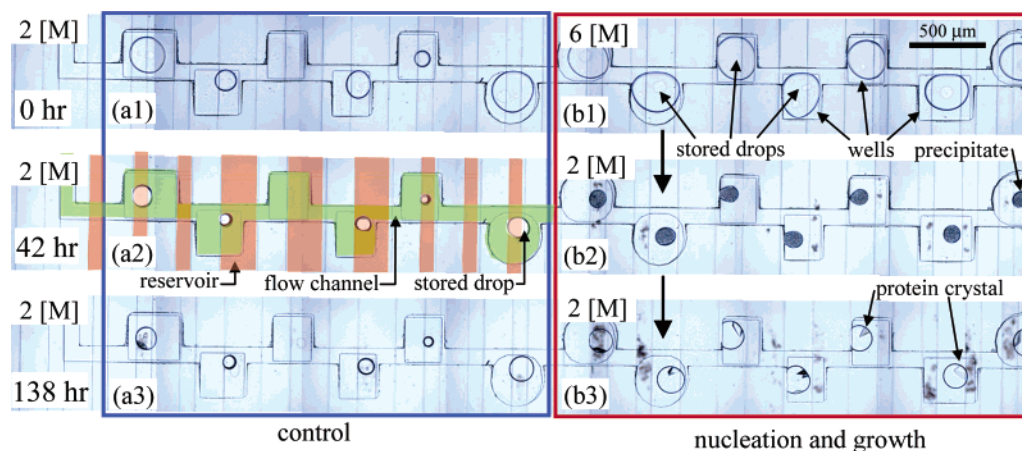 2 [M]
0 hr
(a1)
2 [M]
42 hr
(a2)
reservoir
flow channel
stored drop
2 [M]
138 hr
(a3)
control
6 [M]
500 µm
(b1)
stored drops
wells
precipitate
2 [M]
(b2)
protein crystal
2 [M]
(b3)
nucleation and growth